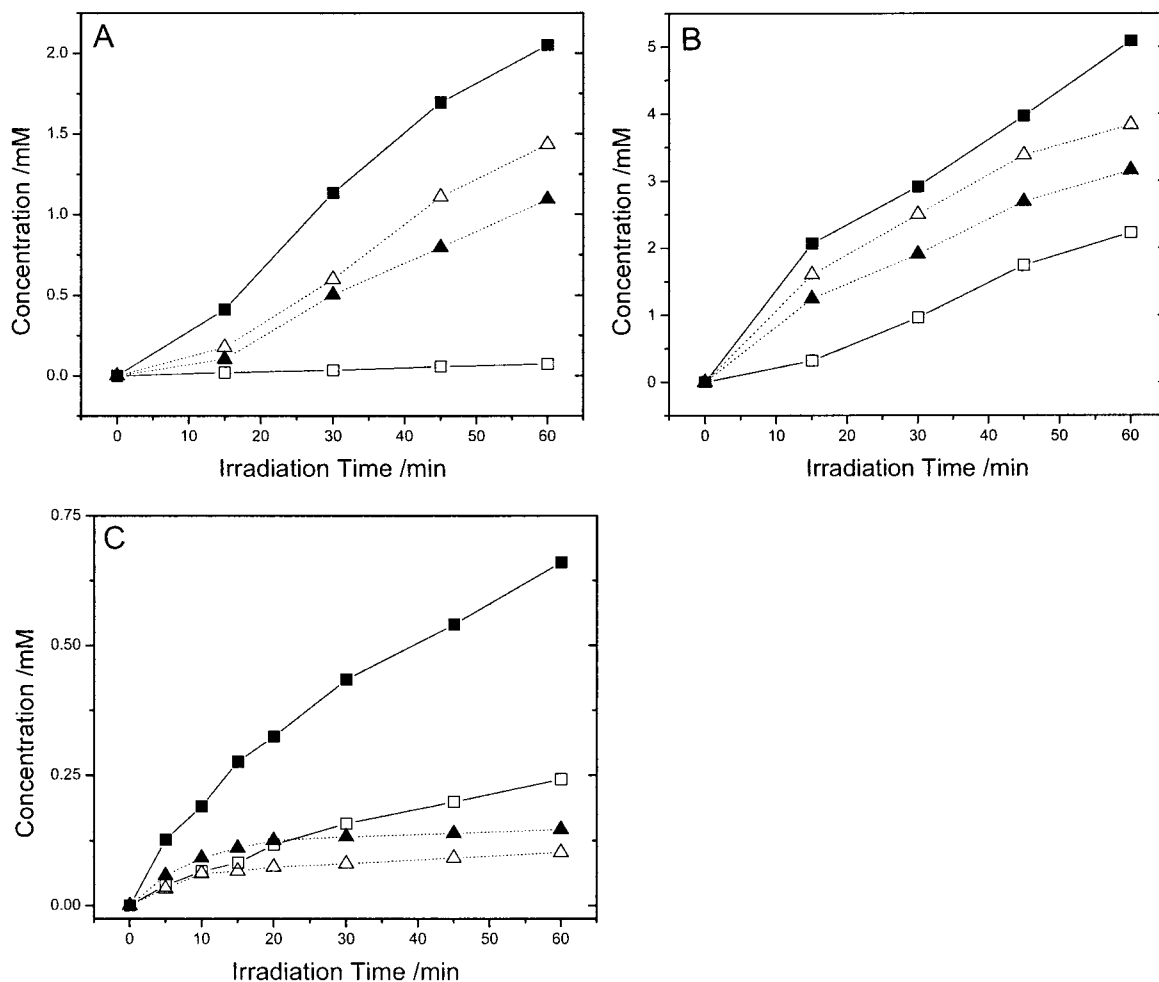 A
Concentration /mM
2.0
1.5
1.0
0.5
0.0
0 10 20 30 40 50 60
Irradiation Time /min
B
Concentration /mM
5
4
3
2
1
0
0 10 20 30 40 50 60
Irradiation Time /min
C
Concentration /mM
0.75
0.50
0.25
0.00
0 10 20 30 40 50 60
Irradiation Time /min